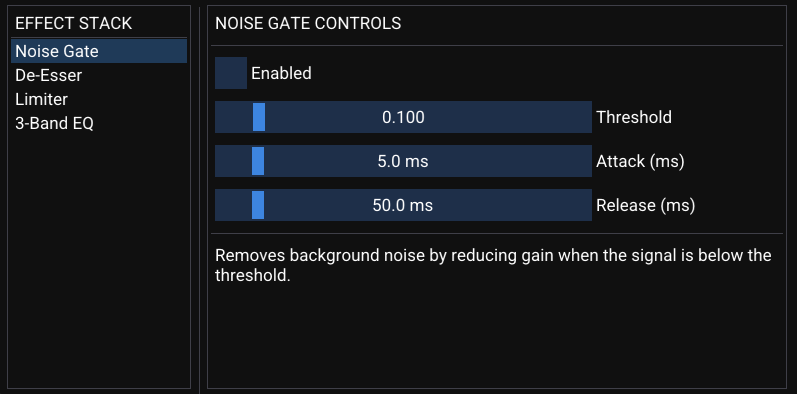 EFFECT STACK
Noise Gate
De-Esser
Limiter
3-Band EQ
NOISE GATE CONTROLS
Enabled
0.100 Threshold
5.0 ms Attack (ms)
50.0 ms Release (ms)
Removes background noise by reducing gain when the signal is below the
threshold.